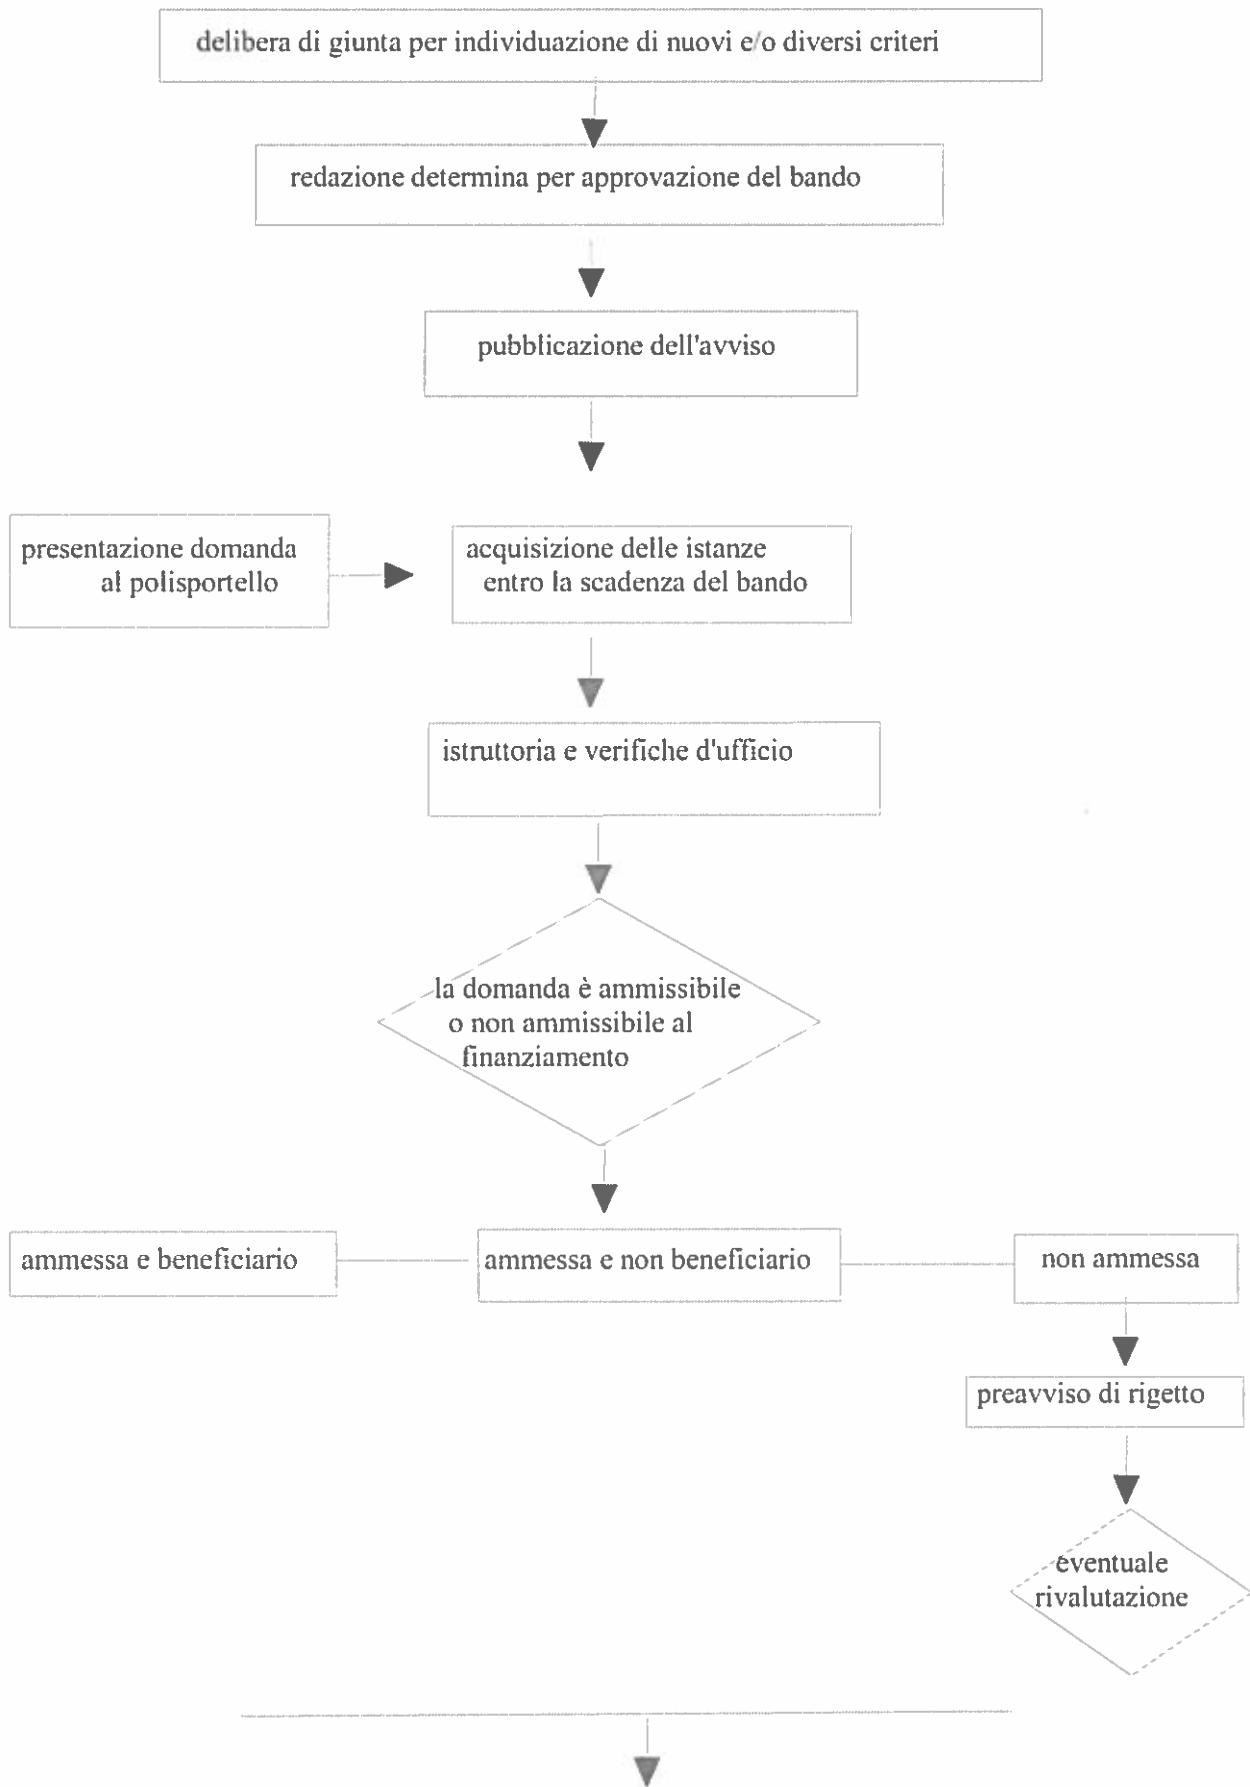 delibera di giunta per individuazione di nuovi e/o diversi criteri
redazione determina per approvazione del bando
pubblicazione dell'avviso
presentazione domanda
al polisportello
acquisizione delle istanze
entro la scadenza del bando
istruttoria e verifiche d'ufficio
la domanda è ammissibile
o non ammissibile al
finanziamento
ammessa e beneficiario
ammessa e non beneficiario
non ammessa
preavviso di rigetto
eventuale
rivalutazione